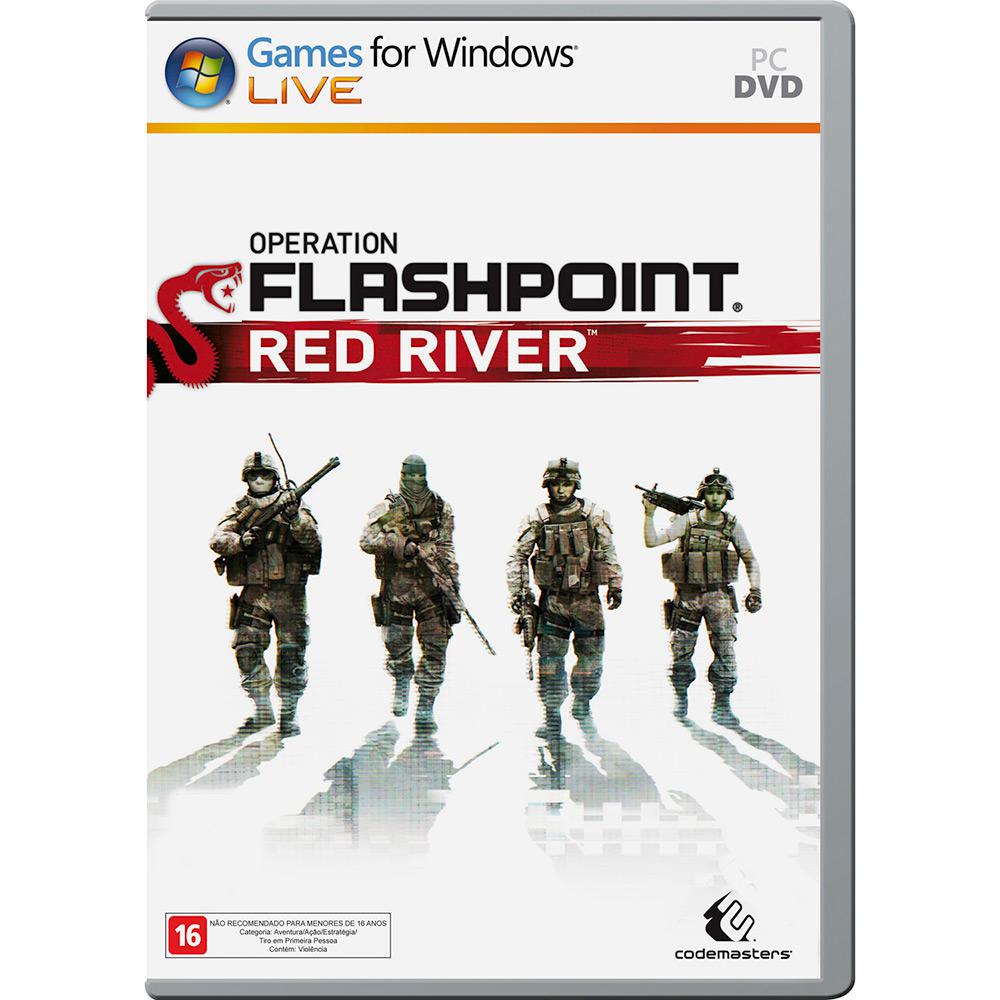 Games for Windows®
LIVE
PC
DVD
OPERATION
FLASHPOINT®
RED RIVER™
16
NÃO RECOMENDADO PARA MENORES DE 16 ANOS
Categoria: Aventura/Ação/Estratégia/
Tiro em Primeira Pessoa
Contém: Violência
codemasters®